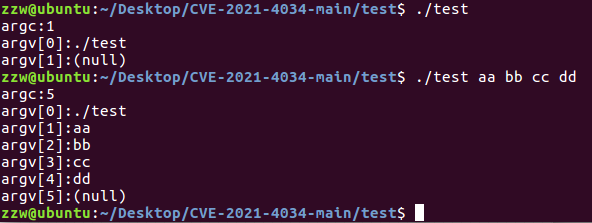 zzw@ubuntu:~/Desktop/CVE-2021-4034-main/test$ ./test
argc:1
argv[0]:./test
argv[1]:(null)
zzw@ubuntu:~/Desktop/CVE-2021-4034-main/test$ ./test aa bb cc dd
argc:5
argv[0]:./test
argv[1]:aa
argv[2]:bb
argv[3]:cc
argv[4]:dd
argv[5]:(null)
zzw@ubuntu:~/Desktop/CVE-2021-4034-main/test$